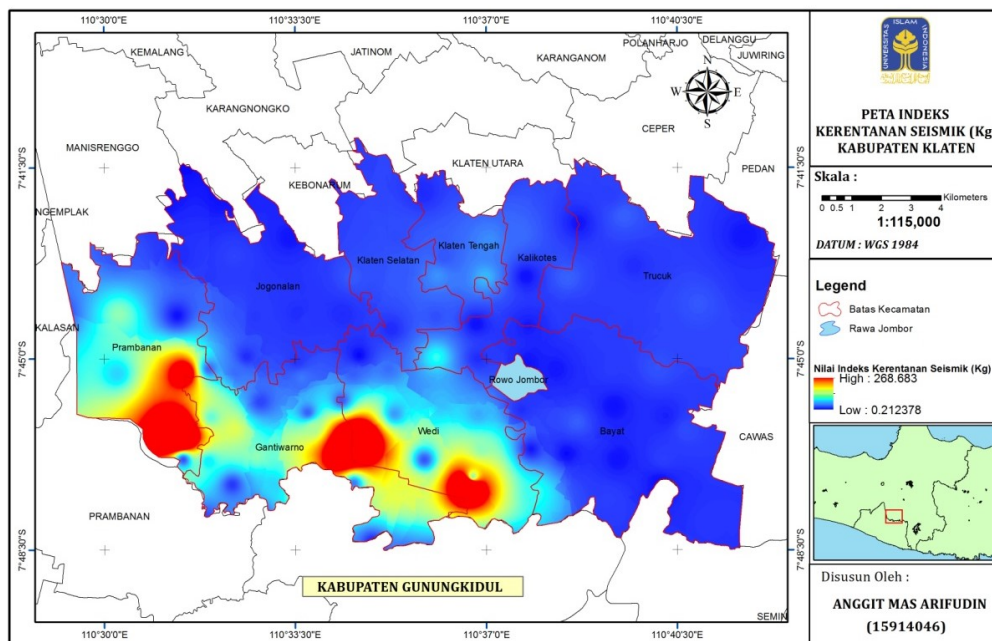 110°30'0"E
110°33'30"E
110°37'0"E
110°40'30"E
KEMALANG
JATINOM
POLANHARJO
DELANGGU
JUWIRING
KARANGANOM
N
W
E
S
KARANGNONGKO
CEPER
MANISRENGGO
KLATEN UTARA
PEDAN
KEBONARUM
7°41'30"S
7°41'30"S
NGEMPLAK
Klaten Tengah
Klaten Selatan
Kalikotes
Trucuk
Jogonalan
KALASAN
Prambanan
7°45'0"S
7°45'0"S
Rowo Jombor
Gantiwarno
Wedi
Bayat
CAWAS
PRAMBANAN
7°48'30"S
7°48'30"S
KABUPATEN GUNUNGKIDUL
SEMIN
110°30'0"E
110°33'30"E
110°37'0"E
110°40'30"E
UNIVERSITAS
ISLAM
INDONESIA
PETA INDEKS
KERENTANAN SEISMIK (Kg
KABUPATEN KLATEN
Skala :
0 0.5 1 2 3 4
Kilometers
1:115,000
DATUM : WGS 1984
Legend
Batas Kecamatan
Rawa Jombor
Nilai Indeks Kerentanan Seismik (Kg)
High : 268.683
Low : 0.212378
Disusun Oleh :
ANGGIT MAS ARIFUDIN
(15914046)